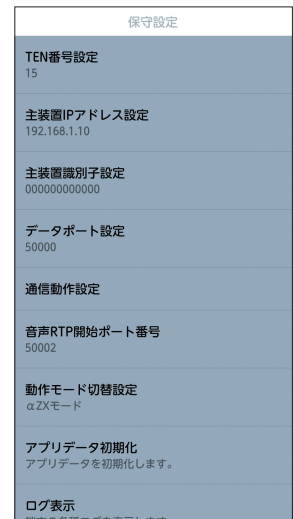 保守設定
TEN番号設定
15
主装置IPアドレス設定
192.168.1.10
主装置識別子設定
000000000000
データポート設定
50000
通信動作設定
音声RTP開始ポート番号
50002
動作モード切替設定
αZXモード
アプリデータ初期化
アプリデータを初期化します。
ログ表示